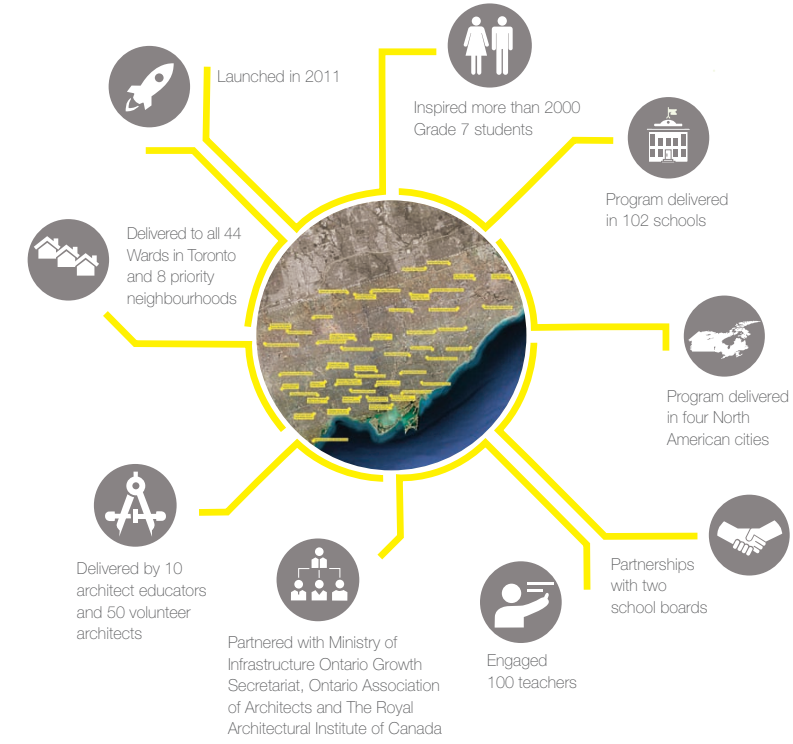 Launched in 2011
Inspired more than 2000
Grade 7 students
Program delivered
in 102 schools
Delivered to all 44
Wards in Toronto
and 8 priority
neighbourhoods
Program delivered
in four North
American cities
Partnerships
with two
school boards
Delivered by 10
architect educators
and 50 volunteer
architects
Partnered with Ministry of
Infrastructure Ontario Growth
Secretariat, Ontario Association
of Architects and The Royal
Architectural Institute of Canada
Engaged
100 teachers